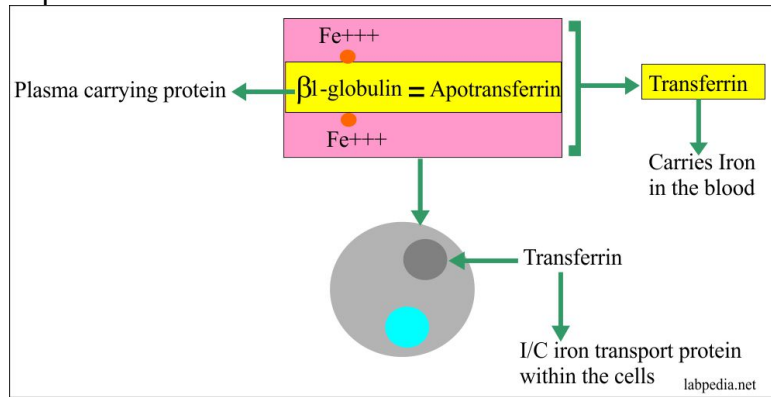 Fe+++
Plasma carrying protein
β1-globulin = Apotransferrin
Transferrin
Fe+++
Carries Iron
in the blood
Transferrin
I/C iron transport protein
within the cells
labpedia.net